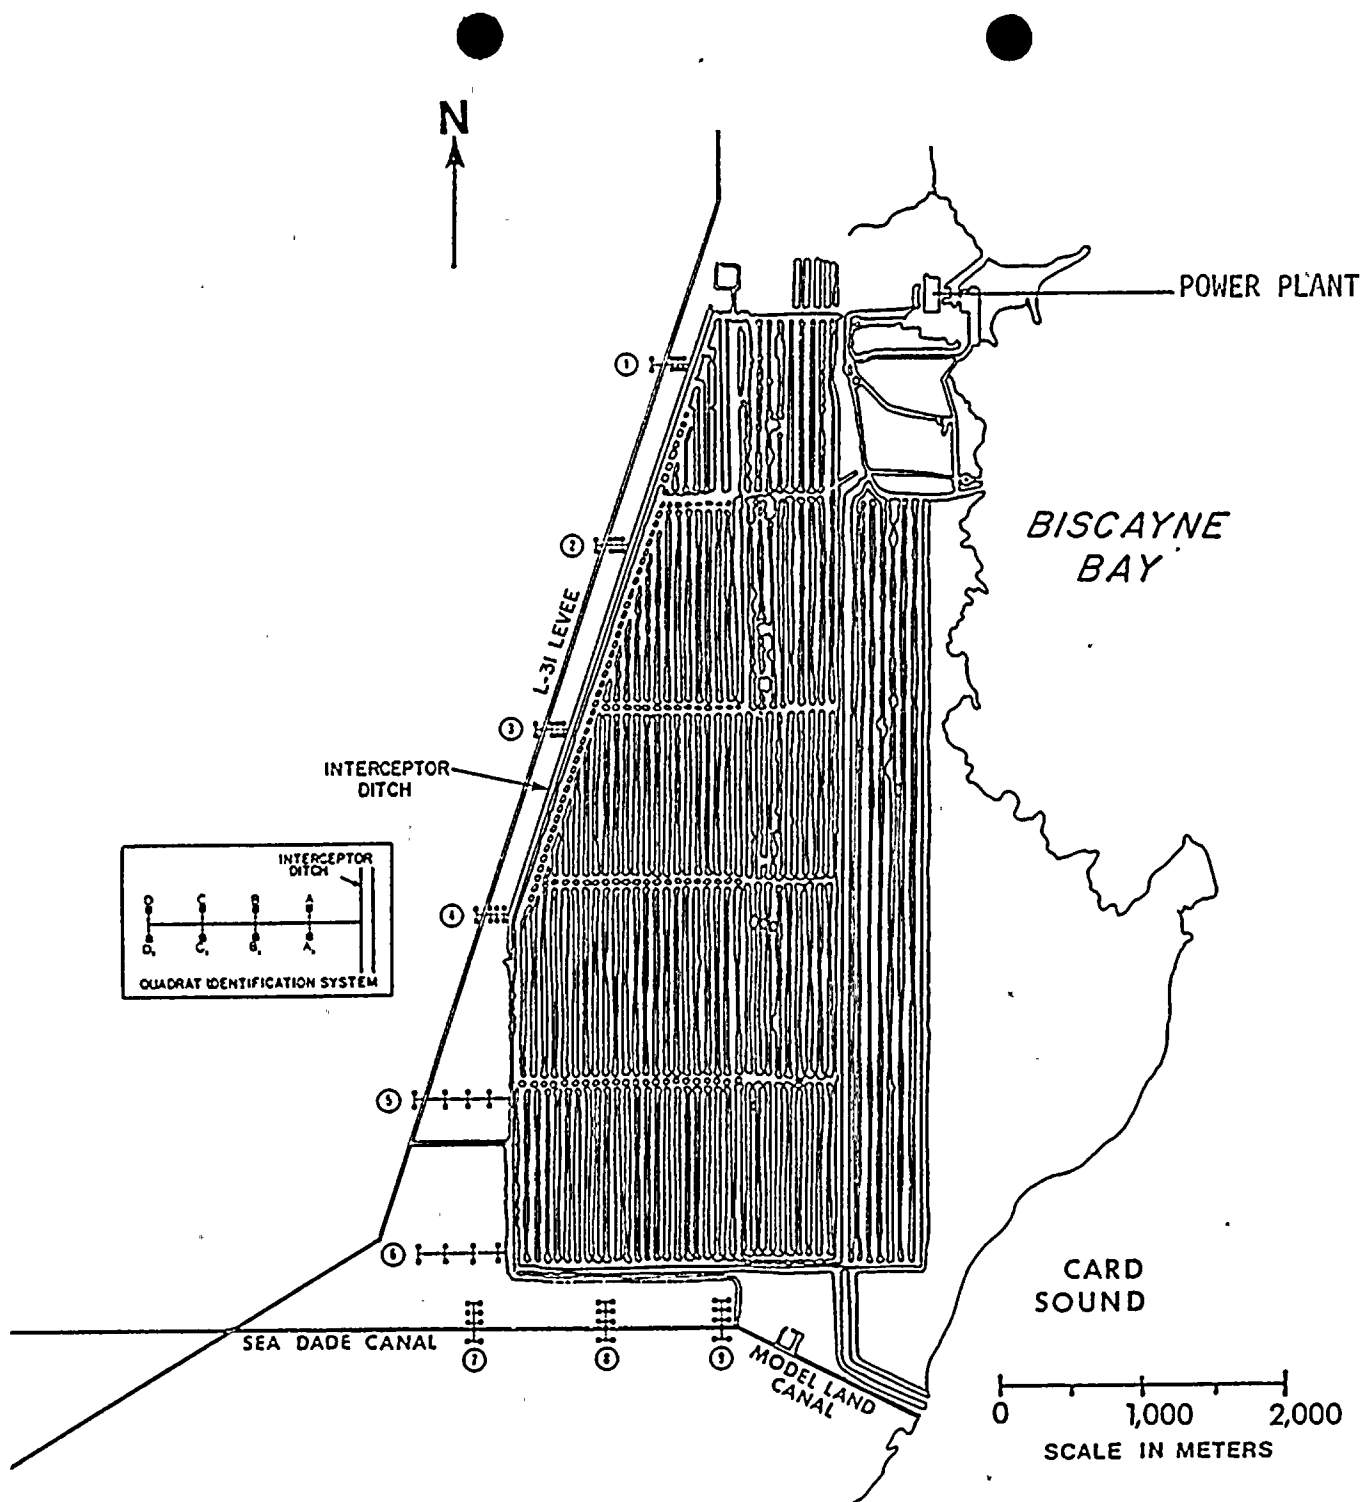 N
POWER PLANT
1
BISCAYNE
BAY
2
L-31 LEVEE
3
INTERCEPTOR
DITCH
INTERCEPTOR
DITCH
D C B A
4
QUADRAT IDENTIFICATION SYSTEM
5
6
CARD
SOUND
SEA DADE CANAL
7
8
9
MODEL LAND
CANAL
0 1,000 2,000
SCALE IN METERS